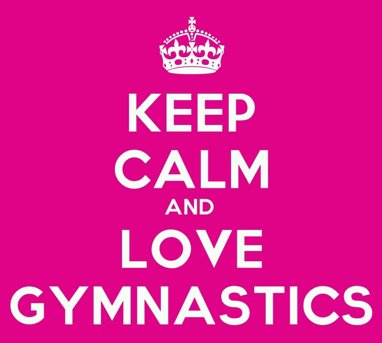 KEEP
CALM
AND
LOVE
GYMNASTICS